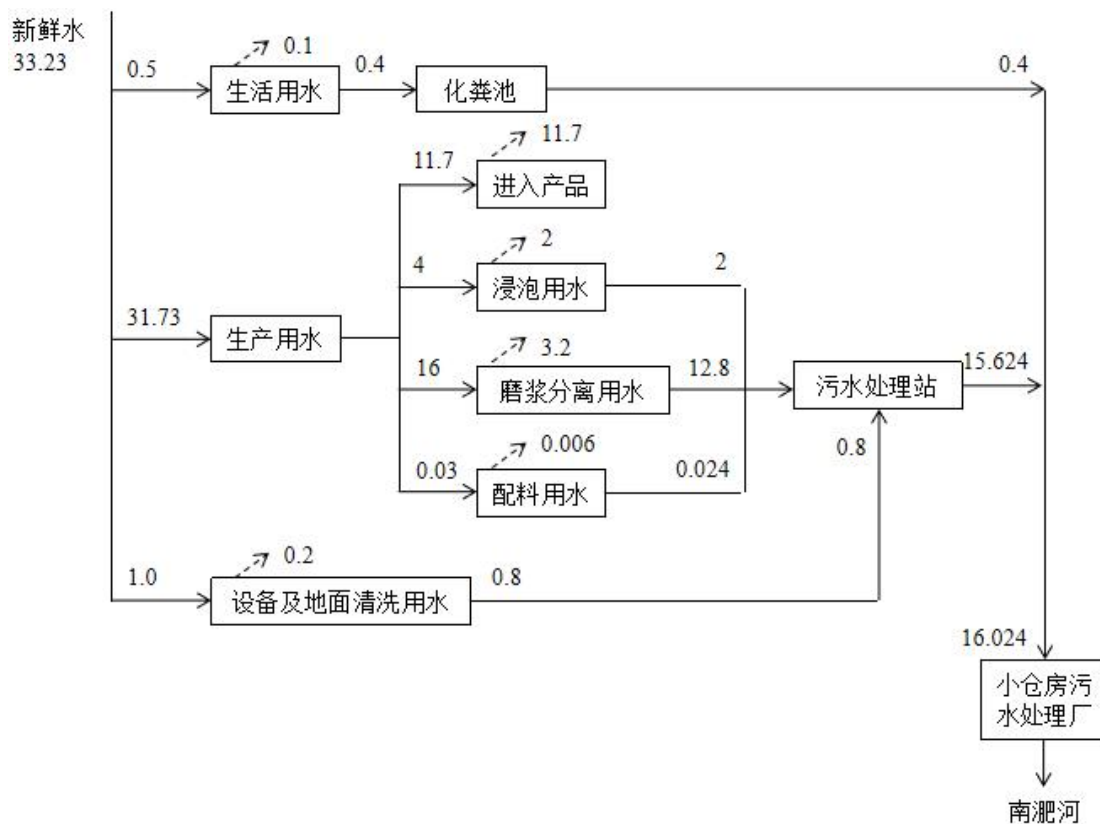 新鲜水
33.23
0.5
生活用水
0.1
0.4
化粪池
0.4
11.7
进入产品
11.7
4
浸泡用水
2
2
31.73
生产用水
16
磨浆分离用水
3.2
12.8
污水处理站
15.624
0.03
配料用水
0.006
0.024
0.8
1.0
设备及地面清洗用水
0.2
0.8
16.024
小仓房污
水处理厂
南淝河